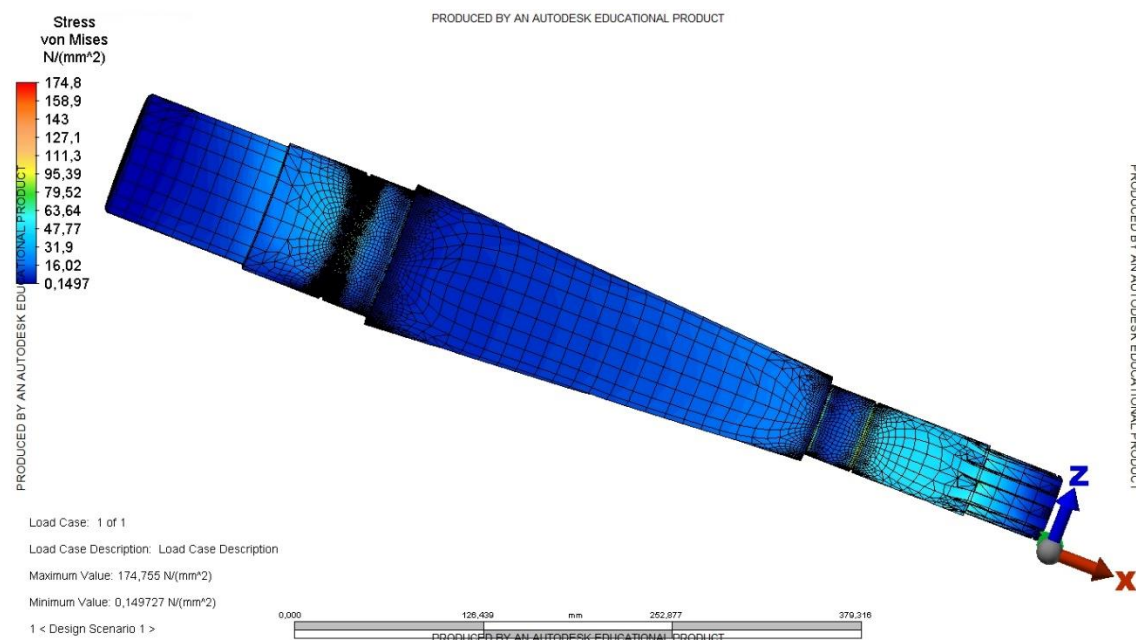 PRODUCED BY AN AUTODESK EDUCATIONAL PRODUCT
Stress
von Mises
N/(mm^2)
174,8
158,9
143
127,1
111,3
95,39
79,52
63,64
47,77
31,9
16,02
0,1497
PRODUCED BY AN AUTODESK EDUCATIONAL PRODUCT
PRODUCED BY AN AUTODESK EDUCATIONAL PRODUCT
Z
X
Load Case: 1 of 1
Load Case Description: Load Case Description
Maximum Value: 174,755 N/(mm^2)
Minimum Value: 0,149727 N/(mm^2)
1 < Design Scenario 1 >
0,000 126,439 mm 252,877 379,316
PRODUCED BY AN AUTODESK EDUCATIONAL PRODUCT